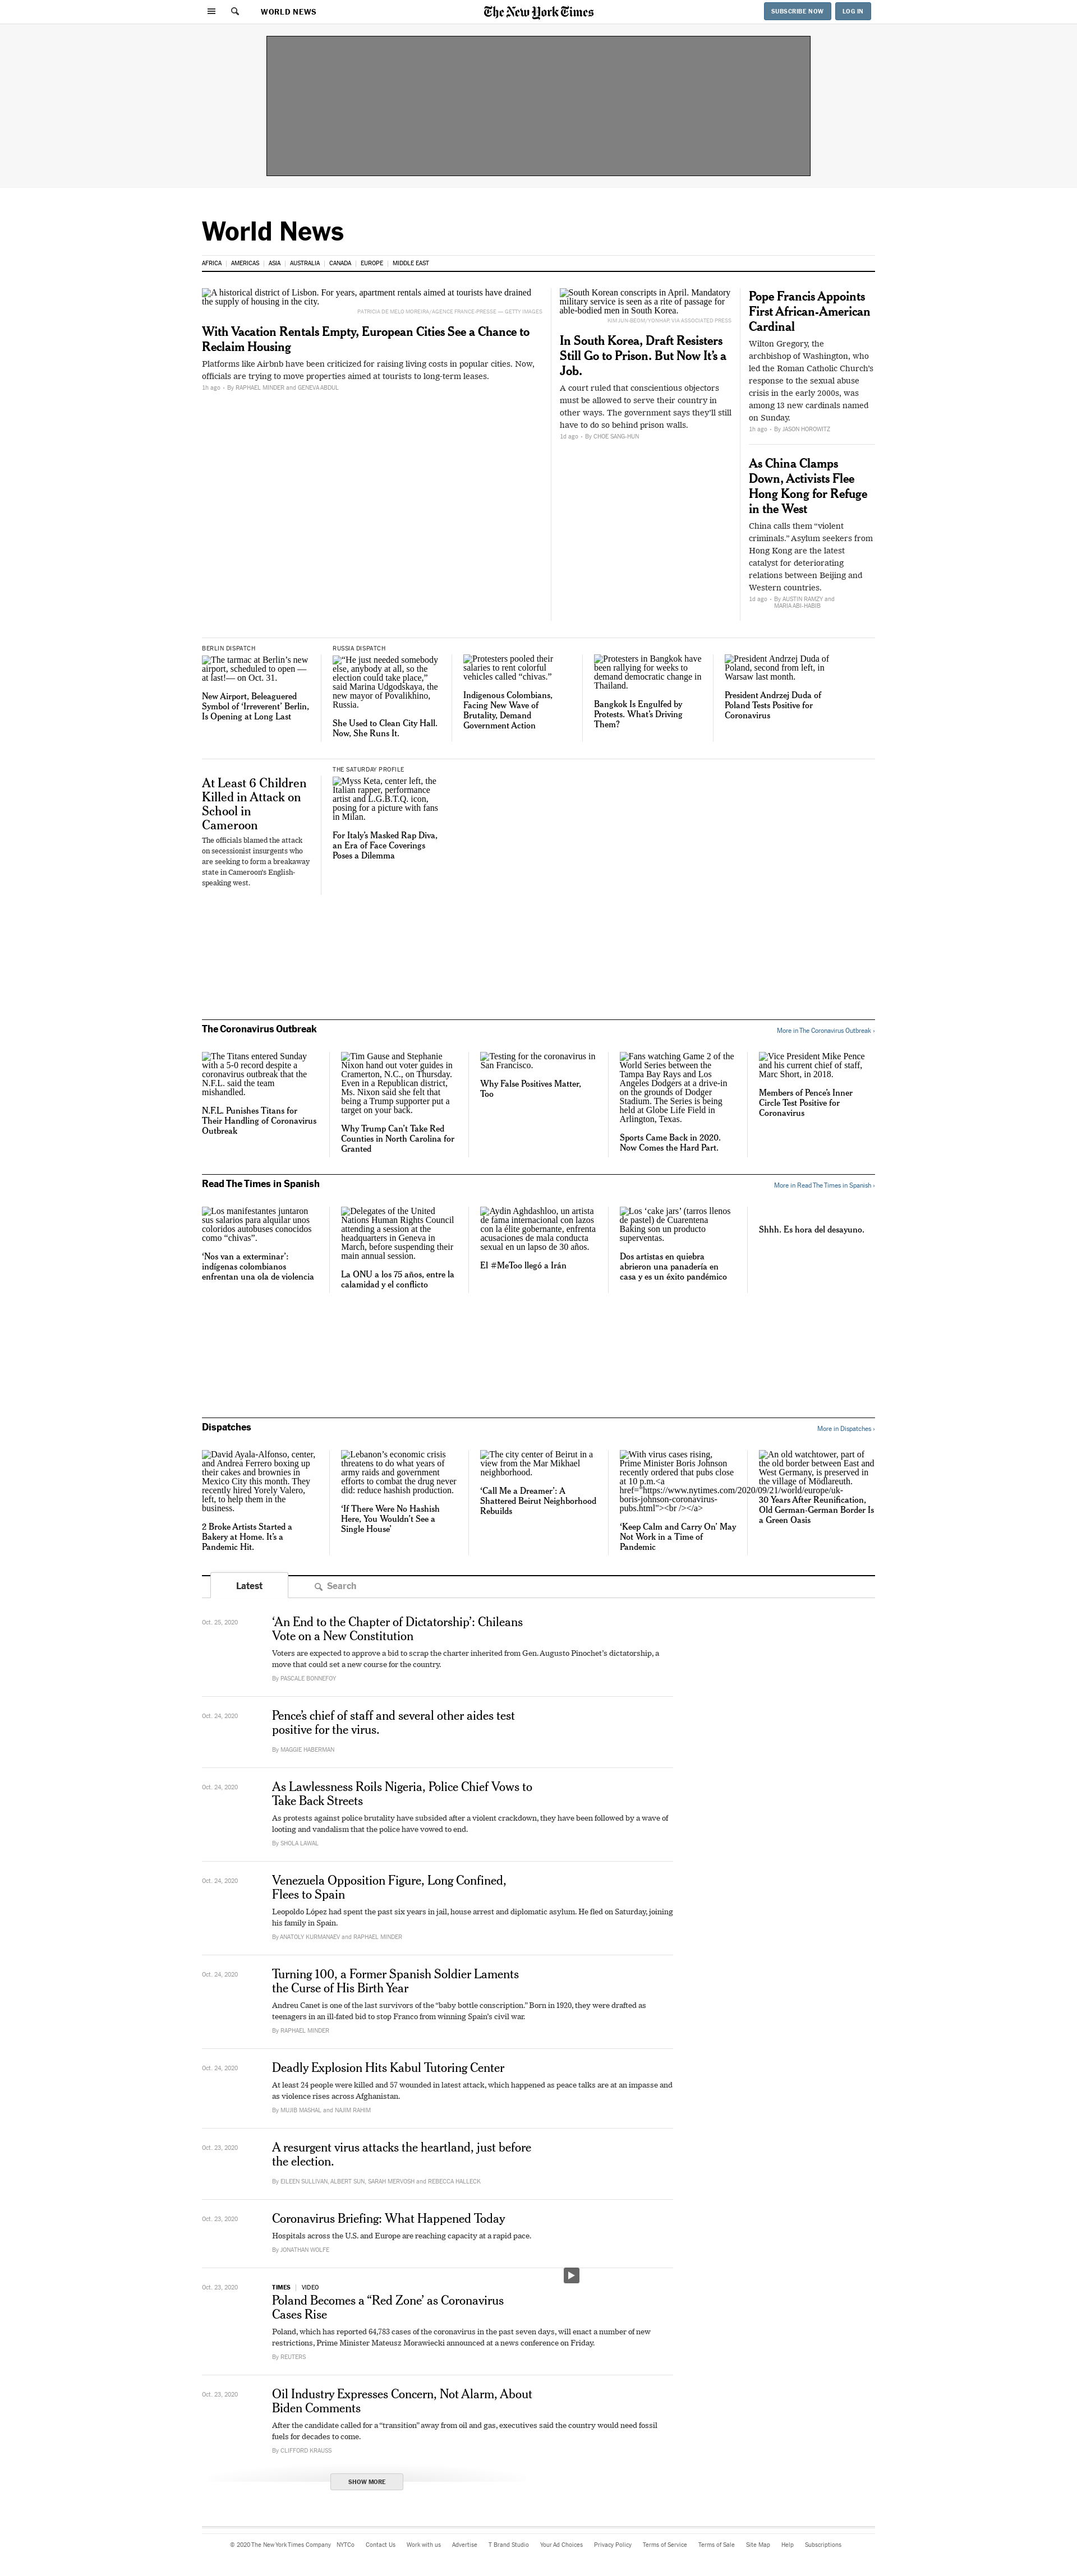 WORLD NEWS
The New York Times
SUBSCRIBE NOW
LOG IN
World News
AFRICA
AMERICAS
ASIA
AUSTRALIA
CANADA
EUROPE
MIDDLE EAST
A historical district of Lisbon. For years, apartment rentals aimed at tourists have drained
the supply of housing in the city.
PATRICIA DE MELO MOREIRA/AGENCE FRANCE-PRESSE — GETTY IMAGES
With Vacation Rentals Empty, European Cities See a Chance to
Reclaim Housing
Platforms like Airbnb have been criticized for raising living costs in popular cities. Now,
officials are trying to move properties aimed at tourists to long-term leases.
1h ago · By RAPHAEL MINDER and GENEVA ABDUL
South Korean conscripts in April. Mandatory
military service is seen as a rite of passage for
able-bodied men in South Korea.
KIM JUN-BEOM/YONHAP, VIA ASSOCIATED PRESS
In South Korea, Draft Resisters
Still Go to Prison. But Now It’s a
Job.
A court ruled that conscientious objectors
must be allowed to serve their country in
other ways. The government says they’ll still
have to do so behind prison walls.
1d ago · By CHOE SANG-HUN
Pope Francis Appoints
First African-American
Cardinal
Wilton Gregory, the
archbishop of Washington, who
led the Roman Catholic Church’s
response to the sexual abuse
crisis in the early 2000s, was
among 13 new cardinals named
on Sunday.
1h ago · By JASON HOROWITZ
As China Clamps
Down, Activists Flee
Hong Kong for Refuge
in the West
China calls them “violent
criminals.” Asylum seekers from
Hong Kong are the latest
catalyst for deteriorating
relations between Beijing and
Western countries.
1d ago · By AUSTIN RAMZY and
MARIA ABI-HABIB
BERLIN DISPATCH
The tarmac at Berlin’s new
airport, scheduled to open —
at last!— on Oct. 31.
New Airport, Beleaguered
Symbol of ‘Irreverent’ Berlin,
Is Opening at Long Last
RUSSIA DISPATCH
“He just needed somebody
else, anybody at all, so the
election could take place,”
said Marina Udgodskaya, the
new mayor of Povalikhino,
Russia.
She Used to Clean City Hall.
Now, She Runs It.
Protesters pooled their
salaries to rent colorful
vehicles called “chivas.”
Indigenous Colombians,
Facing New Wave of
Brutality, Demand
Government Action
Protesters in Bangkok have
been rallying for weeks to
demand democratic change in
Thailand.
Bangkok Is Engulfed by
Protests. What’s Driving
Them?
President Andrzej Duda of
Poland, second from left, in
Warsaw last month.
President Andrzej Duda of
Poland Tests Positive for
Coronavirus
At Least 6 Children
Killed in Attack on
School in
Cameroon
The officials blamed the attack
on secessionist insurgents who
are seeking to form a breakaway
state in Cameroon’s English-
speaking west.
THE SATURDAY PROFILE
Myss Keta, center left, the
Italian rapper, performance
artist and L.G.B.T.Q. icon,
posing for a picture with fans
in Milan.
For Italy’s Masked Rap Diva,
an Era of Face Coverings
Poses a Dilemma
The Coronavirus Outbreak
More in The Coronavirus Outbreak ›
The Titans entered Sunday
with a 5-0 record despite a
coronavirus outbreak that the
N.F.L. said the team
mishandled.
N.F.L. Punishes Titans for
Their Handling of Coronavirus
Outbreak
Tim Gause and Stephanie
Nixon hand out voter guides in
Cramerton, N.C., on Thursday.
Even in a Republican district,
Ms. Nixon said she felt that
being a Trump supporter put a
target on your back.
Why Trump Can’t Take Red
Counties in North Carolina for
Granted
Testing for the coronavirus in
San Francisco.
Why False Positives Matter,
Too
Fans watching Game 2 of the
World Series between the
Tampa Bay Rays and Los
Angeles Dodgers at a drive-in
on the grounds of Dodger
Stadium. The Series is being
held at Globe Life Field in
Arlington, Texas.
Sports Came Back in 2020.
Now Comes the Hard Part.
Vice President Mike Pence
and his current chief of staff,
Marc Short, in 2018.
Members of Pence’s Inner
Circle Test Positive for
Coronavirus
Read The Times in Spanish
More in Read The Times in Spanish ›
Los manifestantes juntaron
sus salarios para alquilar unos
coloridos autobuses conocidos
como “chivas”.
‘Nos van a exterminar’:
indígenas colombianos
enfrentan una ola de violencia
Delegates of the United
Nations Human Rights Council
attending a session at the
headquarters in Geneva in
March, before suspending their
main annual session.
La ONU a los 75 años, entre la
calamidad y el conflicto
Aydin Aghdashloo, un artista
de fama internacional con lazos
con la élite gobernante, enfrenta
acusaciones de mala conducta
sexual en un lapso de 30 años.
El #MeToo llegó a Irán
Los ‘cake jars’ (tarros llenos
de pastel) de Cuarentena
Baking son un producto
superventas.
Dos artistas en quiebra
abrieron una panadería en
casa y es un éxito pandémico
Shhh. Es hora del desayuno.
Dispatches
More in Dispatches ›
David Ayala-Alfonso, center,
and Andrea Ferrero boxing up
their cakes and brownies in
Mexico City this month. They
recently hired Yorely Valero,
left, to help them in the
business.
2 Broke Artists Started a
Bakery at Home. It’s a
Pandemic Hit.
Lebanon’s economic crisis
threatens to do what years of
army raids and government
efforts to combat the drug never
did: reduce hashish production.
‘If There Were No Hashish
Here, You Wouldn’t See a
Single House’
The city center of Beirut in a
view from the Mar Mikhael
neighborhood.
‘Call Me a Dreamer’: A
Shattered Beirut Neighborhood
Rebuilds
With virus cases rising,
Prime Minister Boris Johnson
recently ordered that pubs close
at 10 p.m.<a
href="https://www.nytimes.com/2020/09/21/world/europe/uk-
boris-johnson-coronavirus-
pubs.html"><br /></a>
‘Keep Calm and Carry On’ May
Not Work in a Time of
Pandemic
An old watchtower, part of
the old border between East and
West Germany, is preserved in
the village of Mödlareuth.
30 Years After Reunification,
Old German-German Border Is
a Green Oasis
Latest
Search
Oct. 25, 2020
‘An End to the Chapter of Dictatorship’: Chileans
Vote on a New Constitution
Voters are expected to approve a bid to scrap the charter inherited from Gen. Augusto Pinochet’s dictatorship, a
move that could set a new course for the country.
By PASCALE BONNEFOY
Oct. 24, 2020
Pence’s chief of staff and several other aides test
positive for the virus.
By MAGGIE HABERMAN
Oct. 24, 2020
As Lawlessness Roils Nigeria, Police Chief Vows to
Take Back Streets
As protests against police brutality have subsided after a violent crackdown, they have been followed by a wave of
looting and vandalism that the police have vowed to end.
By SHOLA LAWAL
Oct. 24, 2020
Venezuela Opposition Figure, Long Confined,
Flees to Spain
Leopoldo López had spent the past six years in jail, house arrest and diplomatic asylum. He fled on Saturday, joining
his family in Spain.
By ANATOLY KURMANAEV and RAPHAEL MINDER
Oct. 24, 2020
Turning 100, a Former Spanish Soldier Laments
the Curse of His Birth Year
Andreu Canet is one of the last survivors of the “baby bottle conscription.” Born in 1920, they were drafted as
teenagers in an ill-fated bid to stop Franco from winning Spain’s civil war.
By RAPHAEL MINDER
Oct. 24, 2020
Deadly Explosion Hits Kabul Tutoring Center
At least 24 people were killed and 57 wounded in latest attack, which happened as peace talks are at an impasse and
as violence rises across Afghanistan.
By MUJIB MASHAL and NAJIM RAHIM
Oct. 23, 2020
A resurgent virus attacks the heartland, just before
the election.
By EILEEN SULLIVAN, ALBERT SUN, SARAH MERVOSH and REBECCA HALLECK
Oct. 23, 2020
Coronavirus Briefing: What Happened Today
Hospitals across the U.S. and Europe are reaching capacity at a rapid pace.
By JONATHAN WOLFE
Oct. 23, 2020
TIMES | VIDEO
Poland Becomes a “Red Zone’ as Coronavirus
Cases Rise
Poland, which has reported 64,783 cases of the coronavirus in the past seven days, will enact a number of new
restrictions, Prime Minister Mateusz Morawiecki announced at a news conference on Friday.
By REUTERS
Oct. 23, 2020
Oil Industry Expresses Concern, Not Alarm, About
Biden Comments
After the candidate called for a “transition” away from oil and gas, executives said the country would need fossil
fuels for decades to come.
By CLIFFORD KRAUSS
SHOW MORE
© 2020 The New York Times Company
NYTCo
Contact Us
Work with us
Advertise
T Brand Studio
Your Ad Choices
Privacy Policy
Terms of Service
Terms of Sale
Site Map
Help
Subscriptions